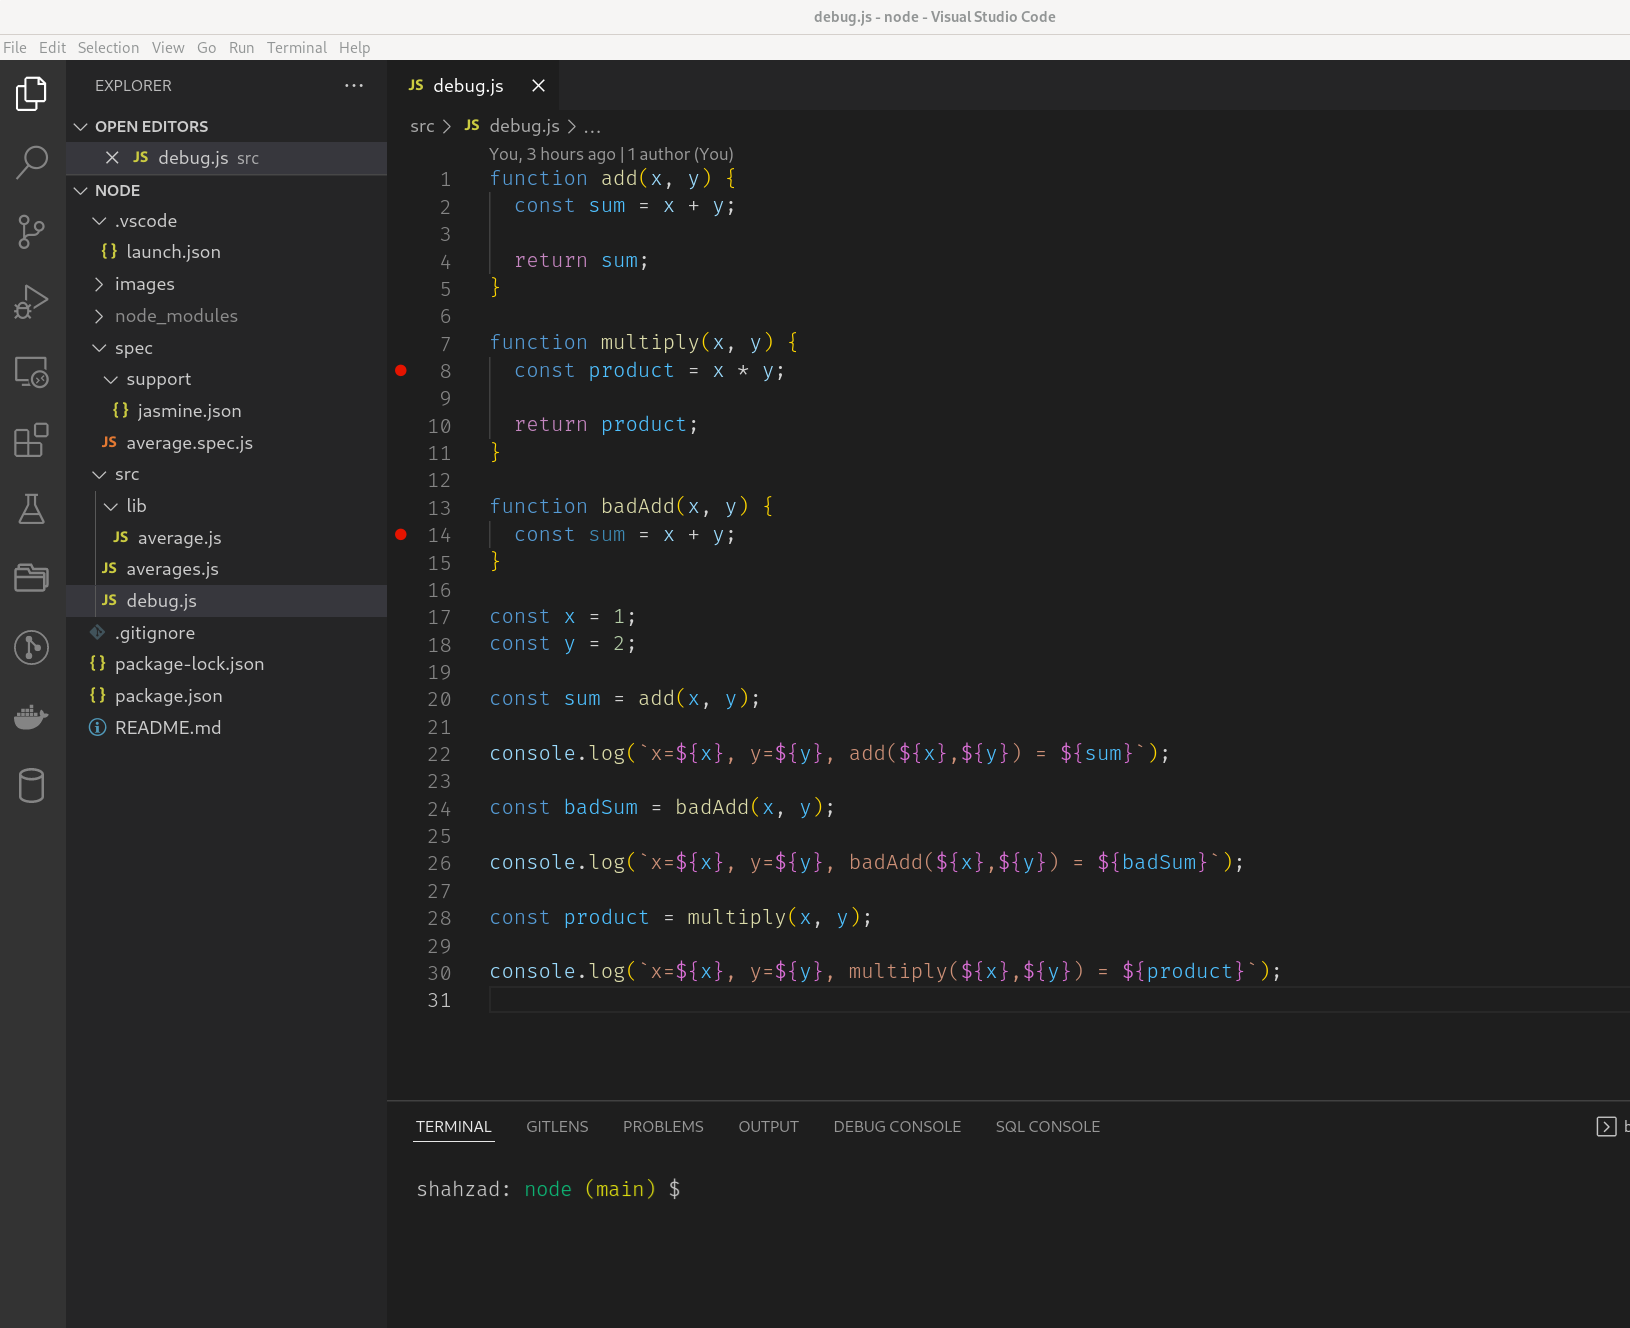 debug.js - node - Visual Studio Code
File Edit Selection View Go Run Terminal Help
EXPLORER
OPEN EDITORS
JS debug.js src
NODE
.vscode
{} launch.json
images
node_modules
spec
support
{} jasmine.json
JS average.spec.js
src
lib
JS average.js
JS averages.js
JS debug.js
.gitignore
{} package-lock.json
{} package.json
README.md
JS debug.js
src > JS debug.js > ...
You, 3 hours ago | 1 author (You)
1 function add(x, y) {
2   const sum = x + y;
3
4   return sum;
5 }
6
7 function multiply(x, y) {
8   const product = x * y;
9
10   return product;
11 }
12
13 function badAdd(x, y) {
14   const sum = x + y;
15 }
16
17 const x = 1;
18 const y = 2;
19
20 const sum = add(x, y);
21
22 console.log(`x=${x}, y=${y}, add(${x},${y}) = ${sum}`);
23
24 const badSum = badAdd(x, y);
25
26 console.log(`x=${x}, y=${y}, badAdd(${x},${y}) = ${badSum}`);
27
28 const product = multiply(x, y);
29
30 console.log(`x=${x}, y=${y}, multiply(${x},${y}) = ${product}`);
31
TERMINAL GITLENS PROBLEMS OUTPUT DEBUG CONSOLE SQL CONSOLE
shahzad: node (main) $